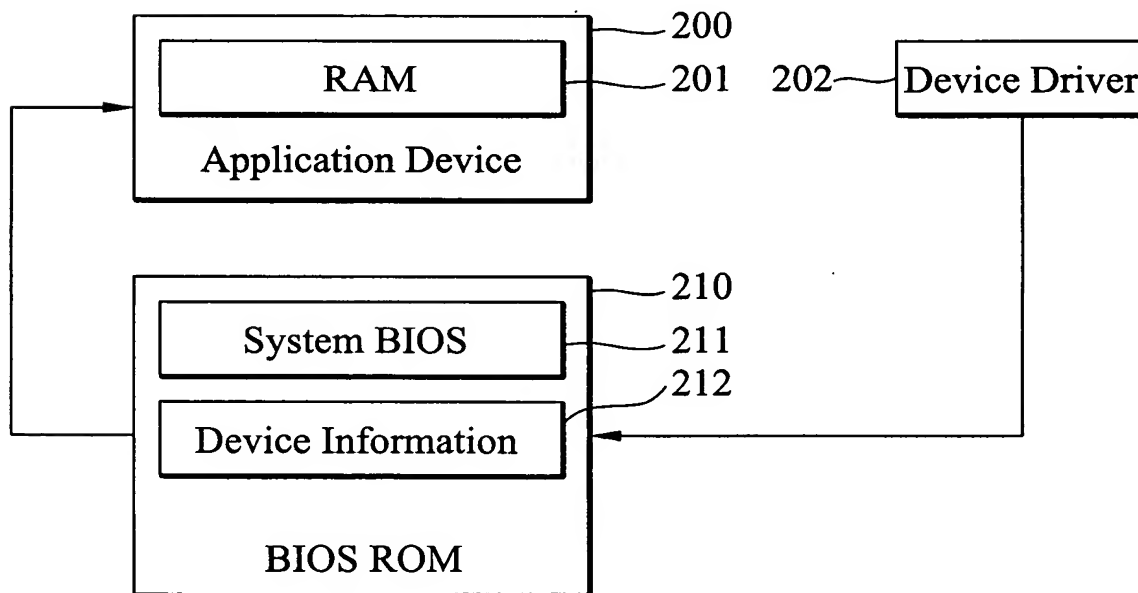 200
RAM
201
Application Device
202
Device Driver
210
System BIOS
211
212
Device Information
BIOS ROM